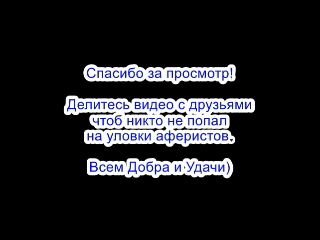 Спасибо за просмотр!
Делитесь видео с друзьями
чтоб никто не попал
на уловки аферистов.
Всем Добра и Удачи)